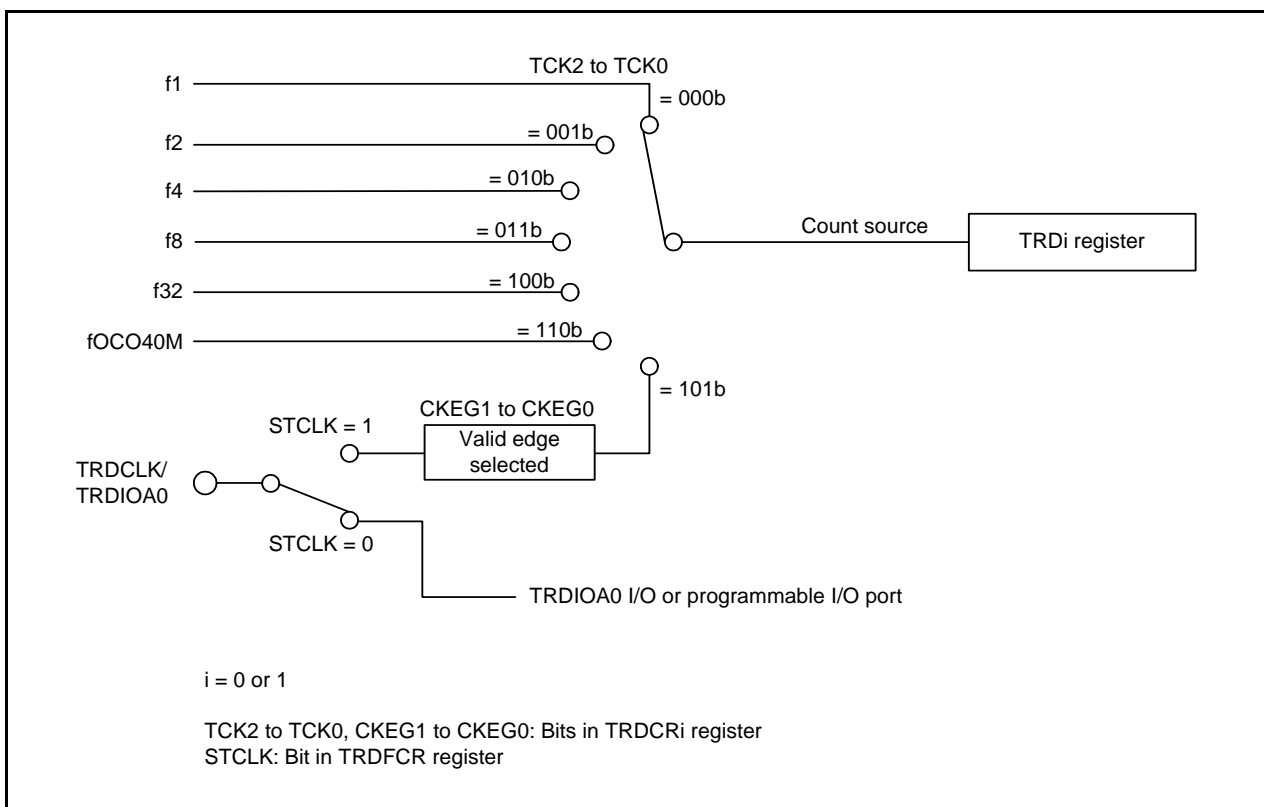 TCK2 to TCK0
f1
= 000b
f2
= 001b
f4
= 010b
f8
= 011b
Count source
TRDi register
f32
= 100b
fOCO40M
= 110b
= 101b
CKEG1 to CKEG0
STCLK = 1
Valid edge
selected
TRDCLK/
TRDIOA0
STCLK = 0
TRDIOA0 I/O or programmable I/O port
i = 0 or 1
TCK2 to TCK0, CKEG1 to CKEG0: Bits in TRDCRi register
STCLK: Bit in TRDFCR register